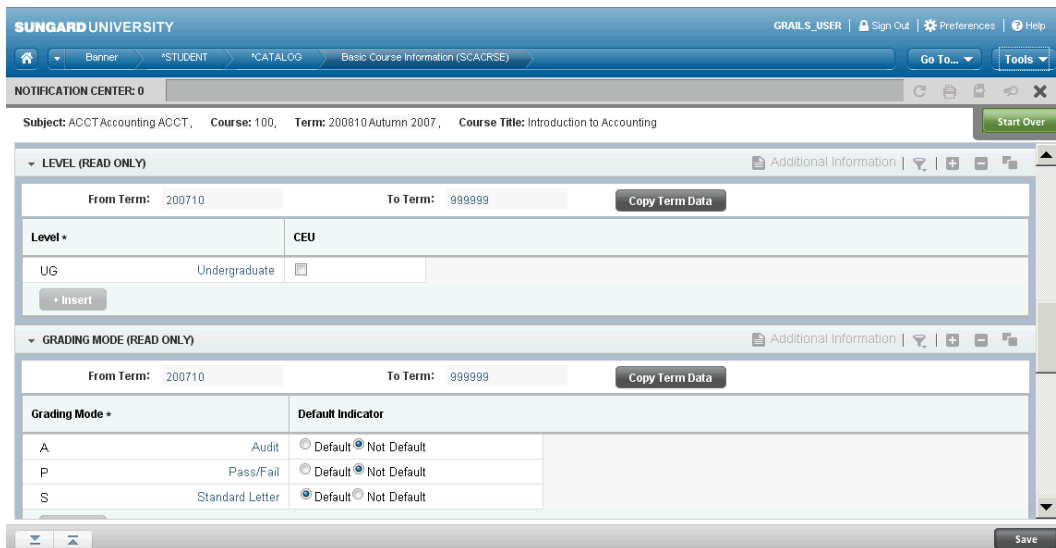 SUNGARD UNIVERSITY
GRAILS_USER | Sign Out | Preferences | Help
Banner *STUDENT *CATALOG Basic Course Information (SCACRSE) Go To... Tools
NOTIFICATION CENTER: 0
Subject: ACCT Accounting ACCT, Course: 100, Term: 200810 Autumn 2007, Course Title: Introduction to Accounting Start Over
LEVEL (READ ONLY) Additional Information
From Term: 200710 To Term: 999999 Copy Term Data
Level * CEU
UG Undergraduate
+ Insert
GRADING MODE (READ ONLY) Additional Information
From Term: 200710 To Term: 999999 Copy Term Data
Grading Mode * Default Indicator
A Audit Default Not Default
P Pass/Fail Default Not Default
S Standard Letter Default Not Default
Save